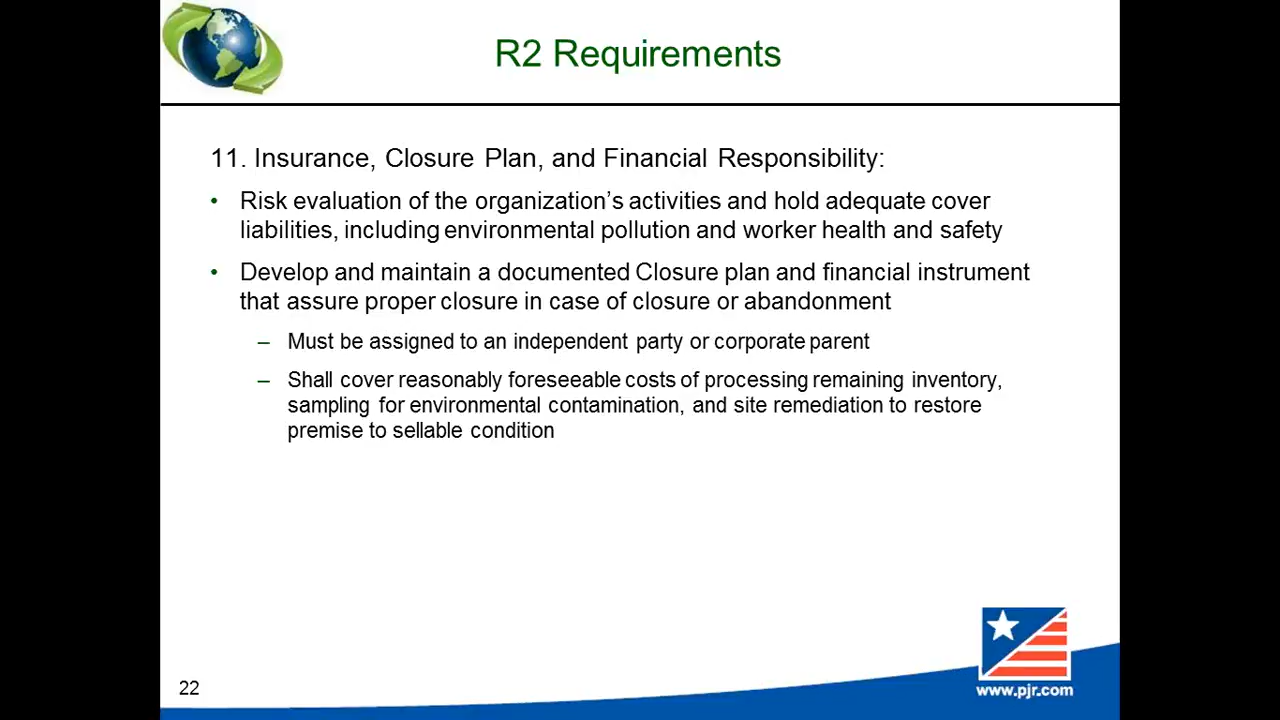 R2 Requirements
11. Insurance, Closure Plan, and Financial Responsibility:
• Risk evaluation of the organization’s activities and hold adequate cover
liabilities, including environmental pollution and worker health and safety
• Develop and maintain a documented Closure plan and financial instrument
that assure proper closure in case of closure or abandonment
– Must be assigned to an independent party or corporate parent
– Shall cover reasonably foreseeable costs of processing remaining inventory,
sampling for environmental contamination, and site remediation to restore
premise to sellable condition
22
www.pjr.com